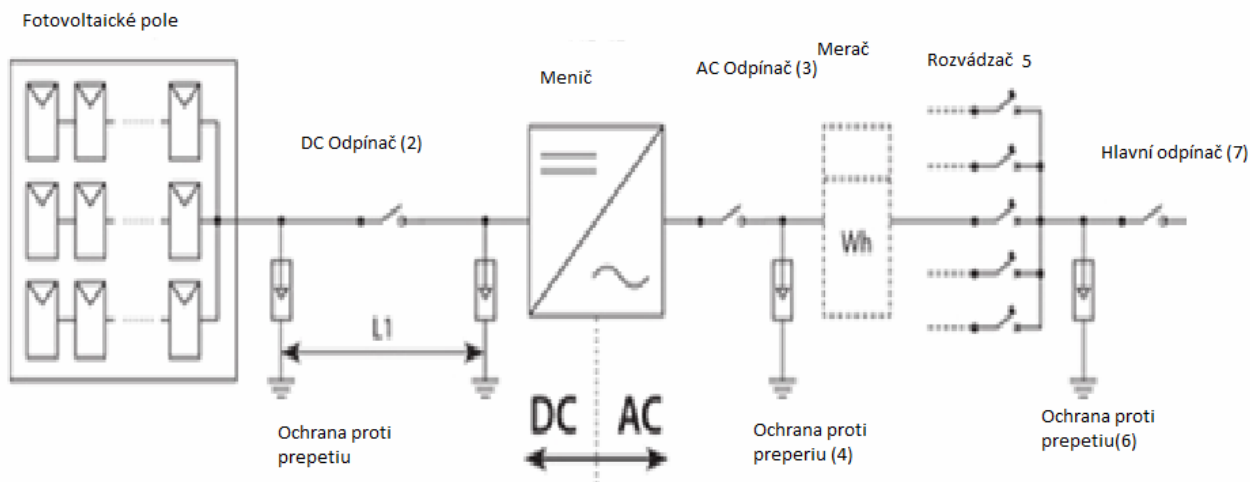 Fotovoltaické pole
DC Odpínač (2)
Menič
AC Odpínač (3)
Merač
Rozvádzač 5
Hlavní odpínač (7)
Wh
L1
DC AC
Ochrana proti
prepetiu
Ochrana proti
preperiu (4)
Ochrana proti
prepetiu(6)